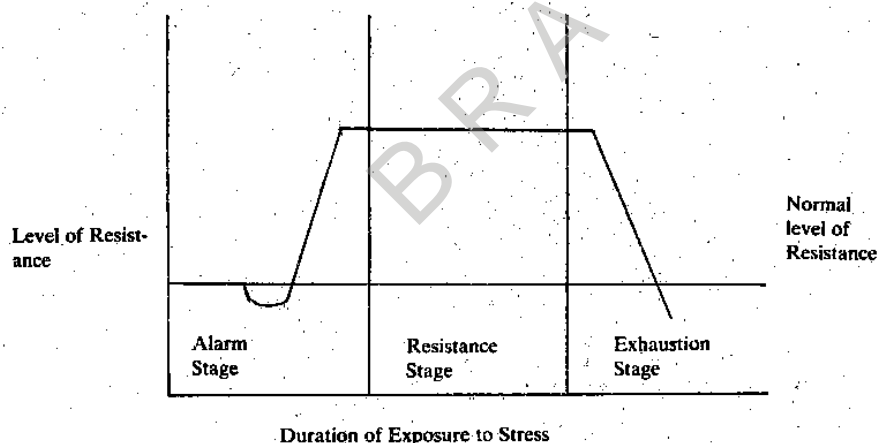 B R A
Normal
level of
Resistance
Level of Resist-
ance
Alarm
Stage
Resistance
Stage
Exhaustion
Stage
Duration of Exposure to Stress